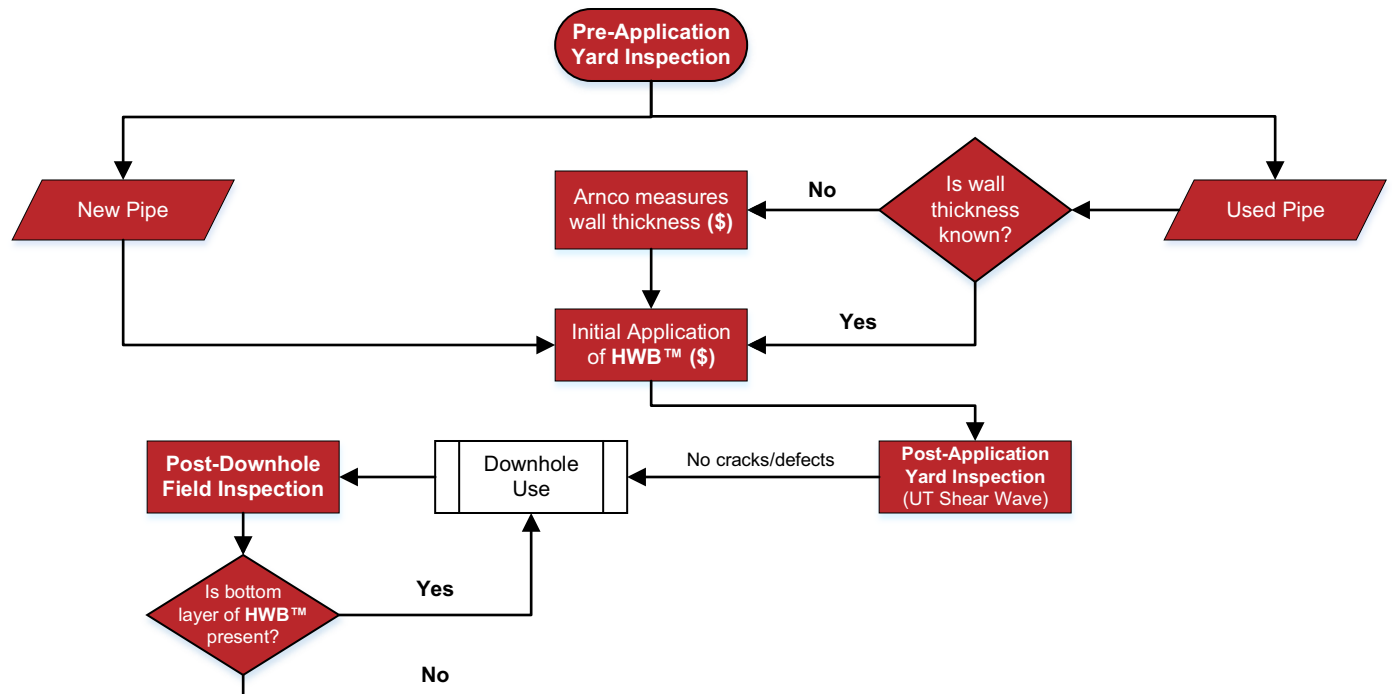 Pre-Application
Yard Inspection
New Pipe
Arnco measures
wall thickness ($)
No
Is wall
thickness
known?
Used Pipe
Initial Application
of HWB™ ($)
Yes
Post-Downhole
Field Inspection
Downhole
Use
No cracks/defects
Post-Application
Yard Inspection
(UT Shear Wave)
Is bottom
layer of HWB™
present?
Yes
No